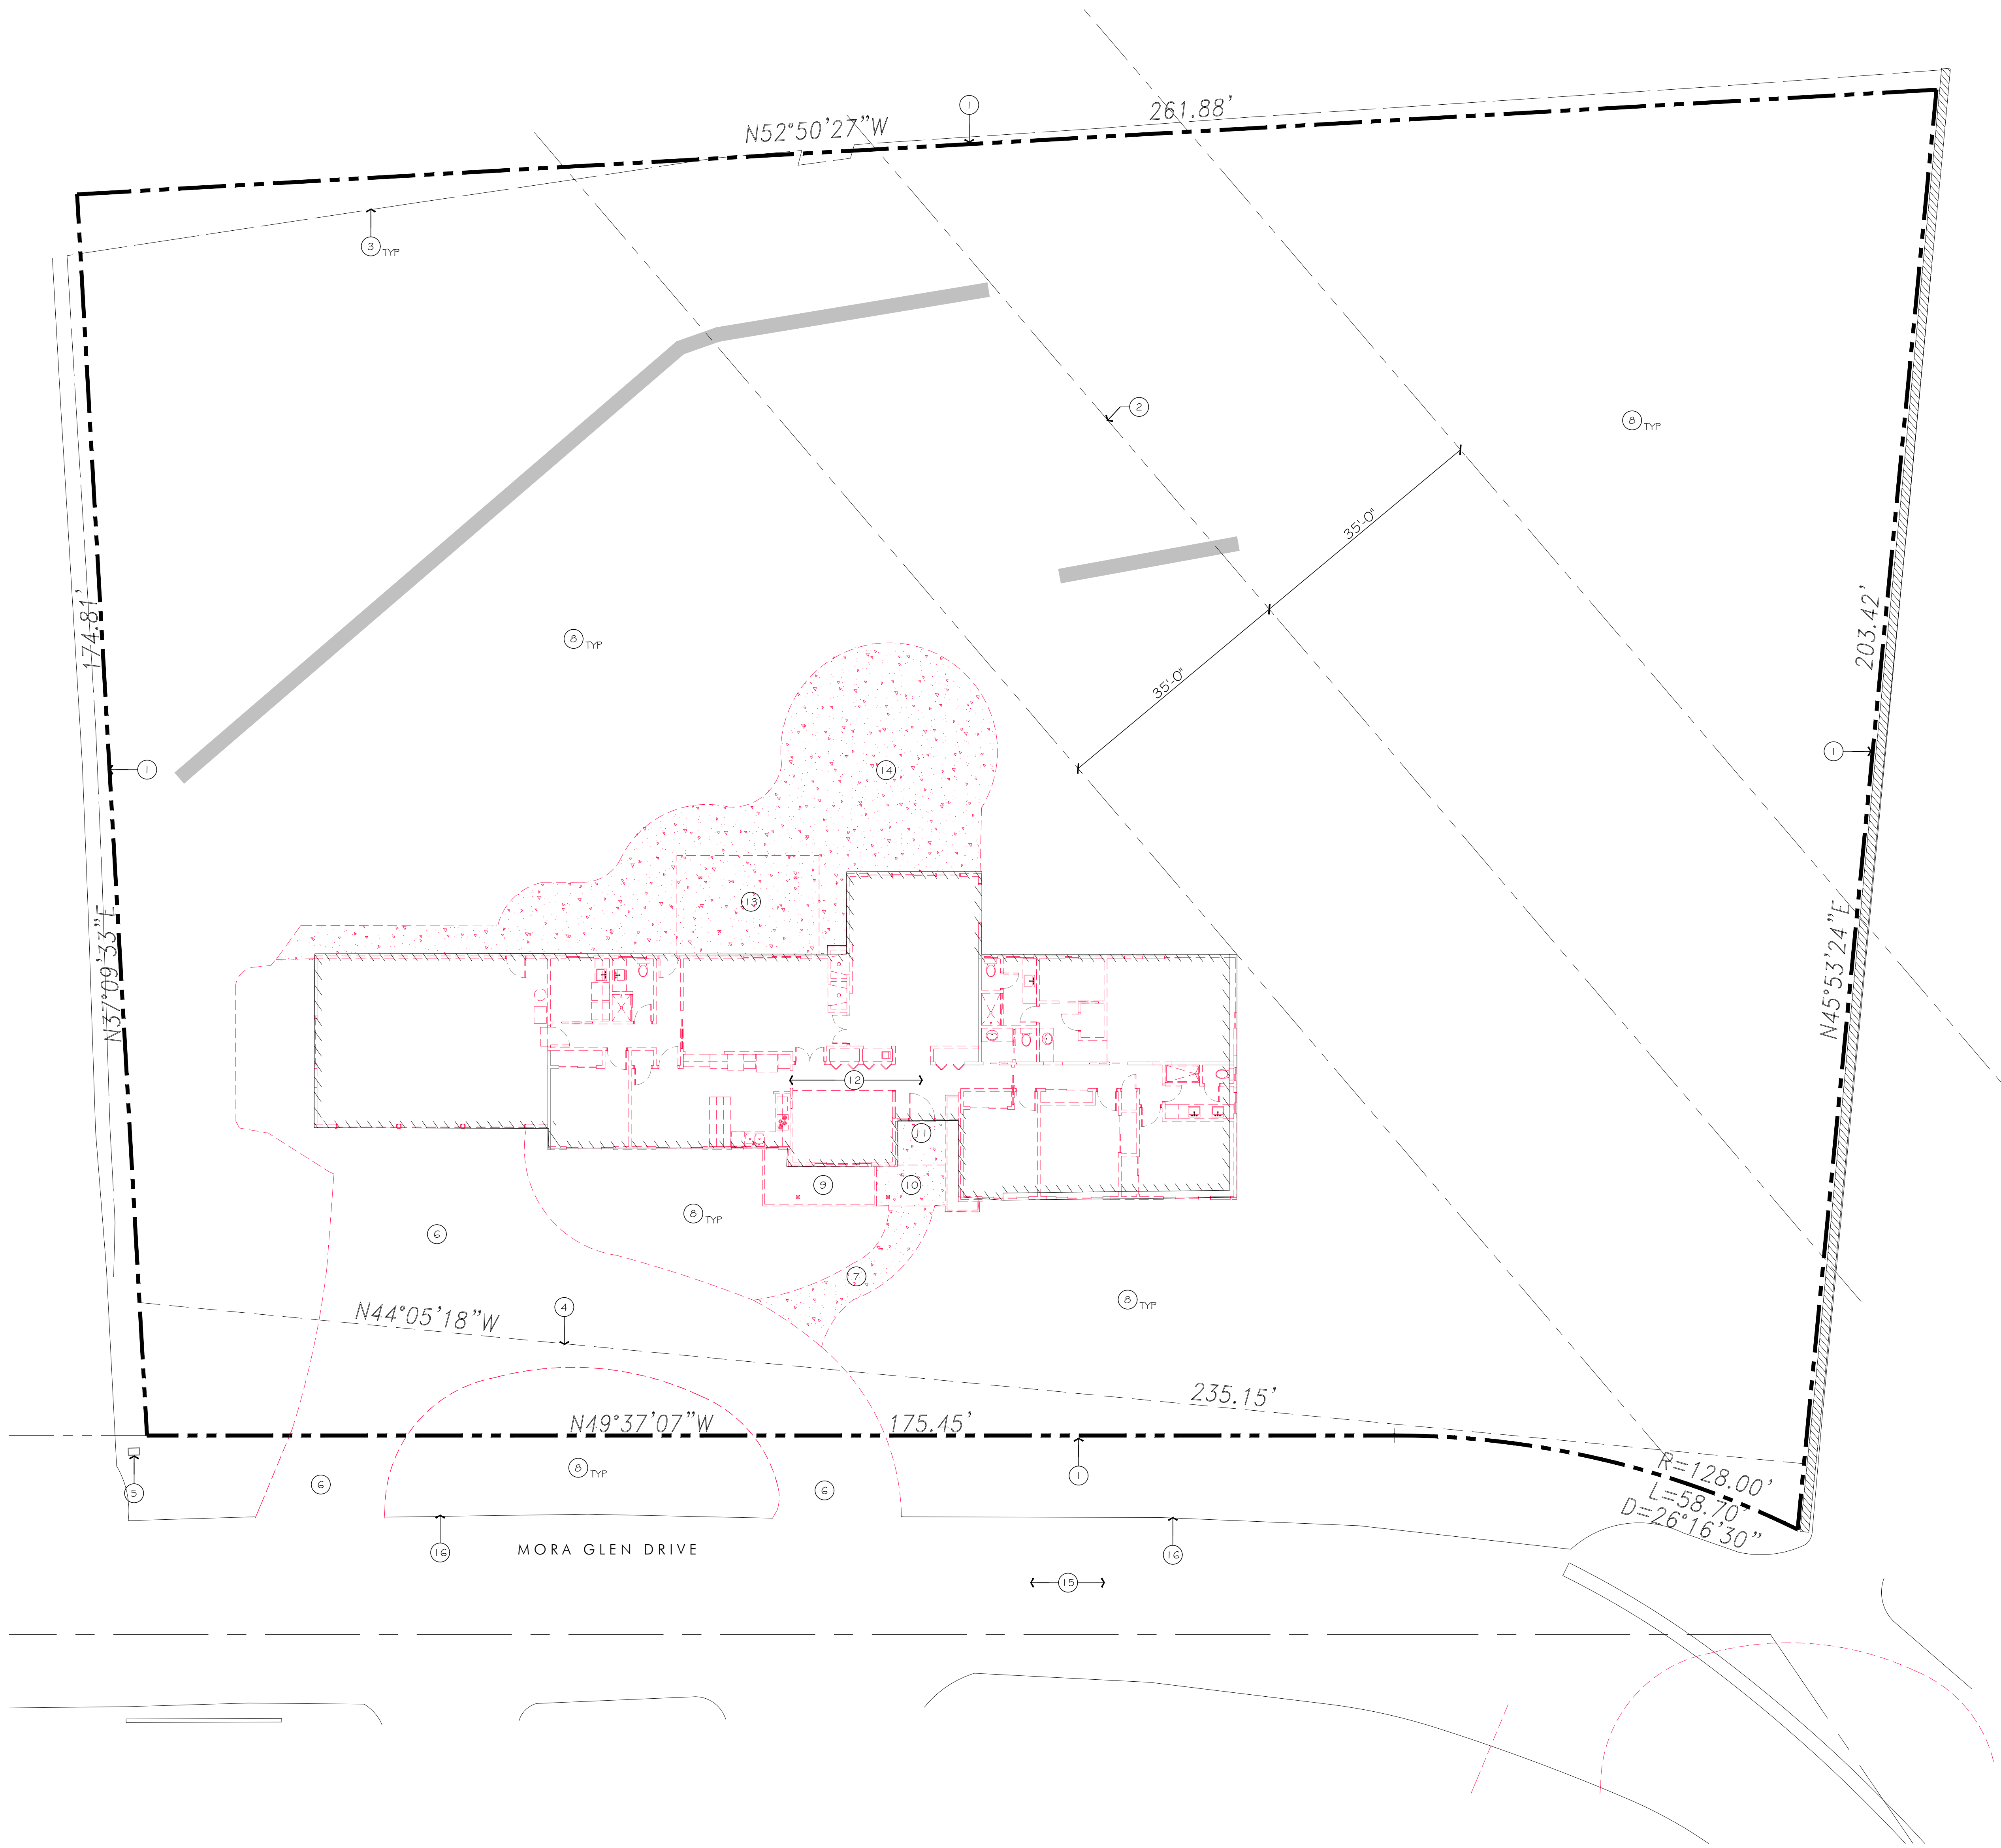 1
N52°50'27"W
261.88'
3 TYP
2
8 TYP
35'-0"
174.81'
8 TYP
203.42'
35'-0"
1
1
14
13
N37°09'33"E
N45°53'24"E
12
11
9
10
8 TYP
6
7
8 TYP
4
N44°05'18"W
235.15'
N49°37'07"W
175.45'
8 TYP
1
R=128.00'
L=58.70'
D=26°16'30"
5
6
6
16
16
MORA GLEN DRIVE
15